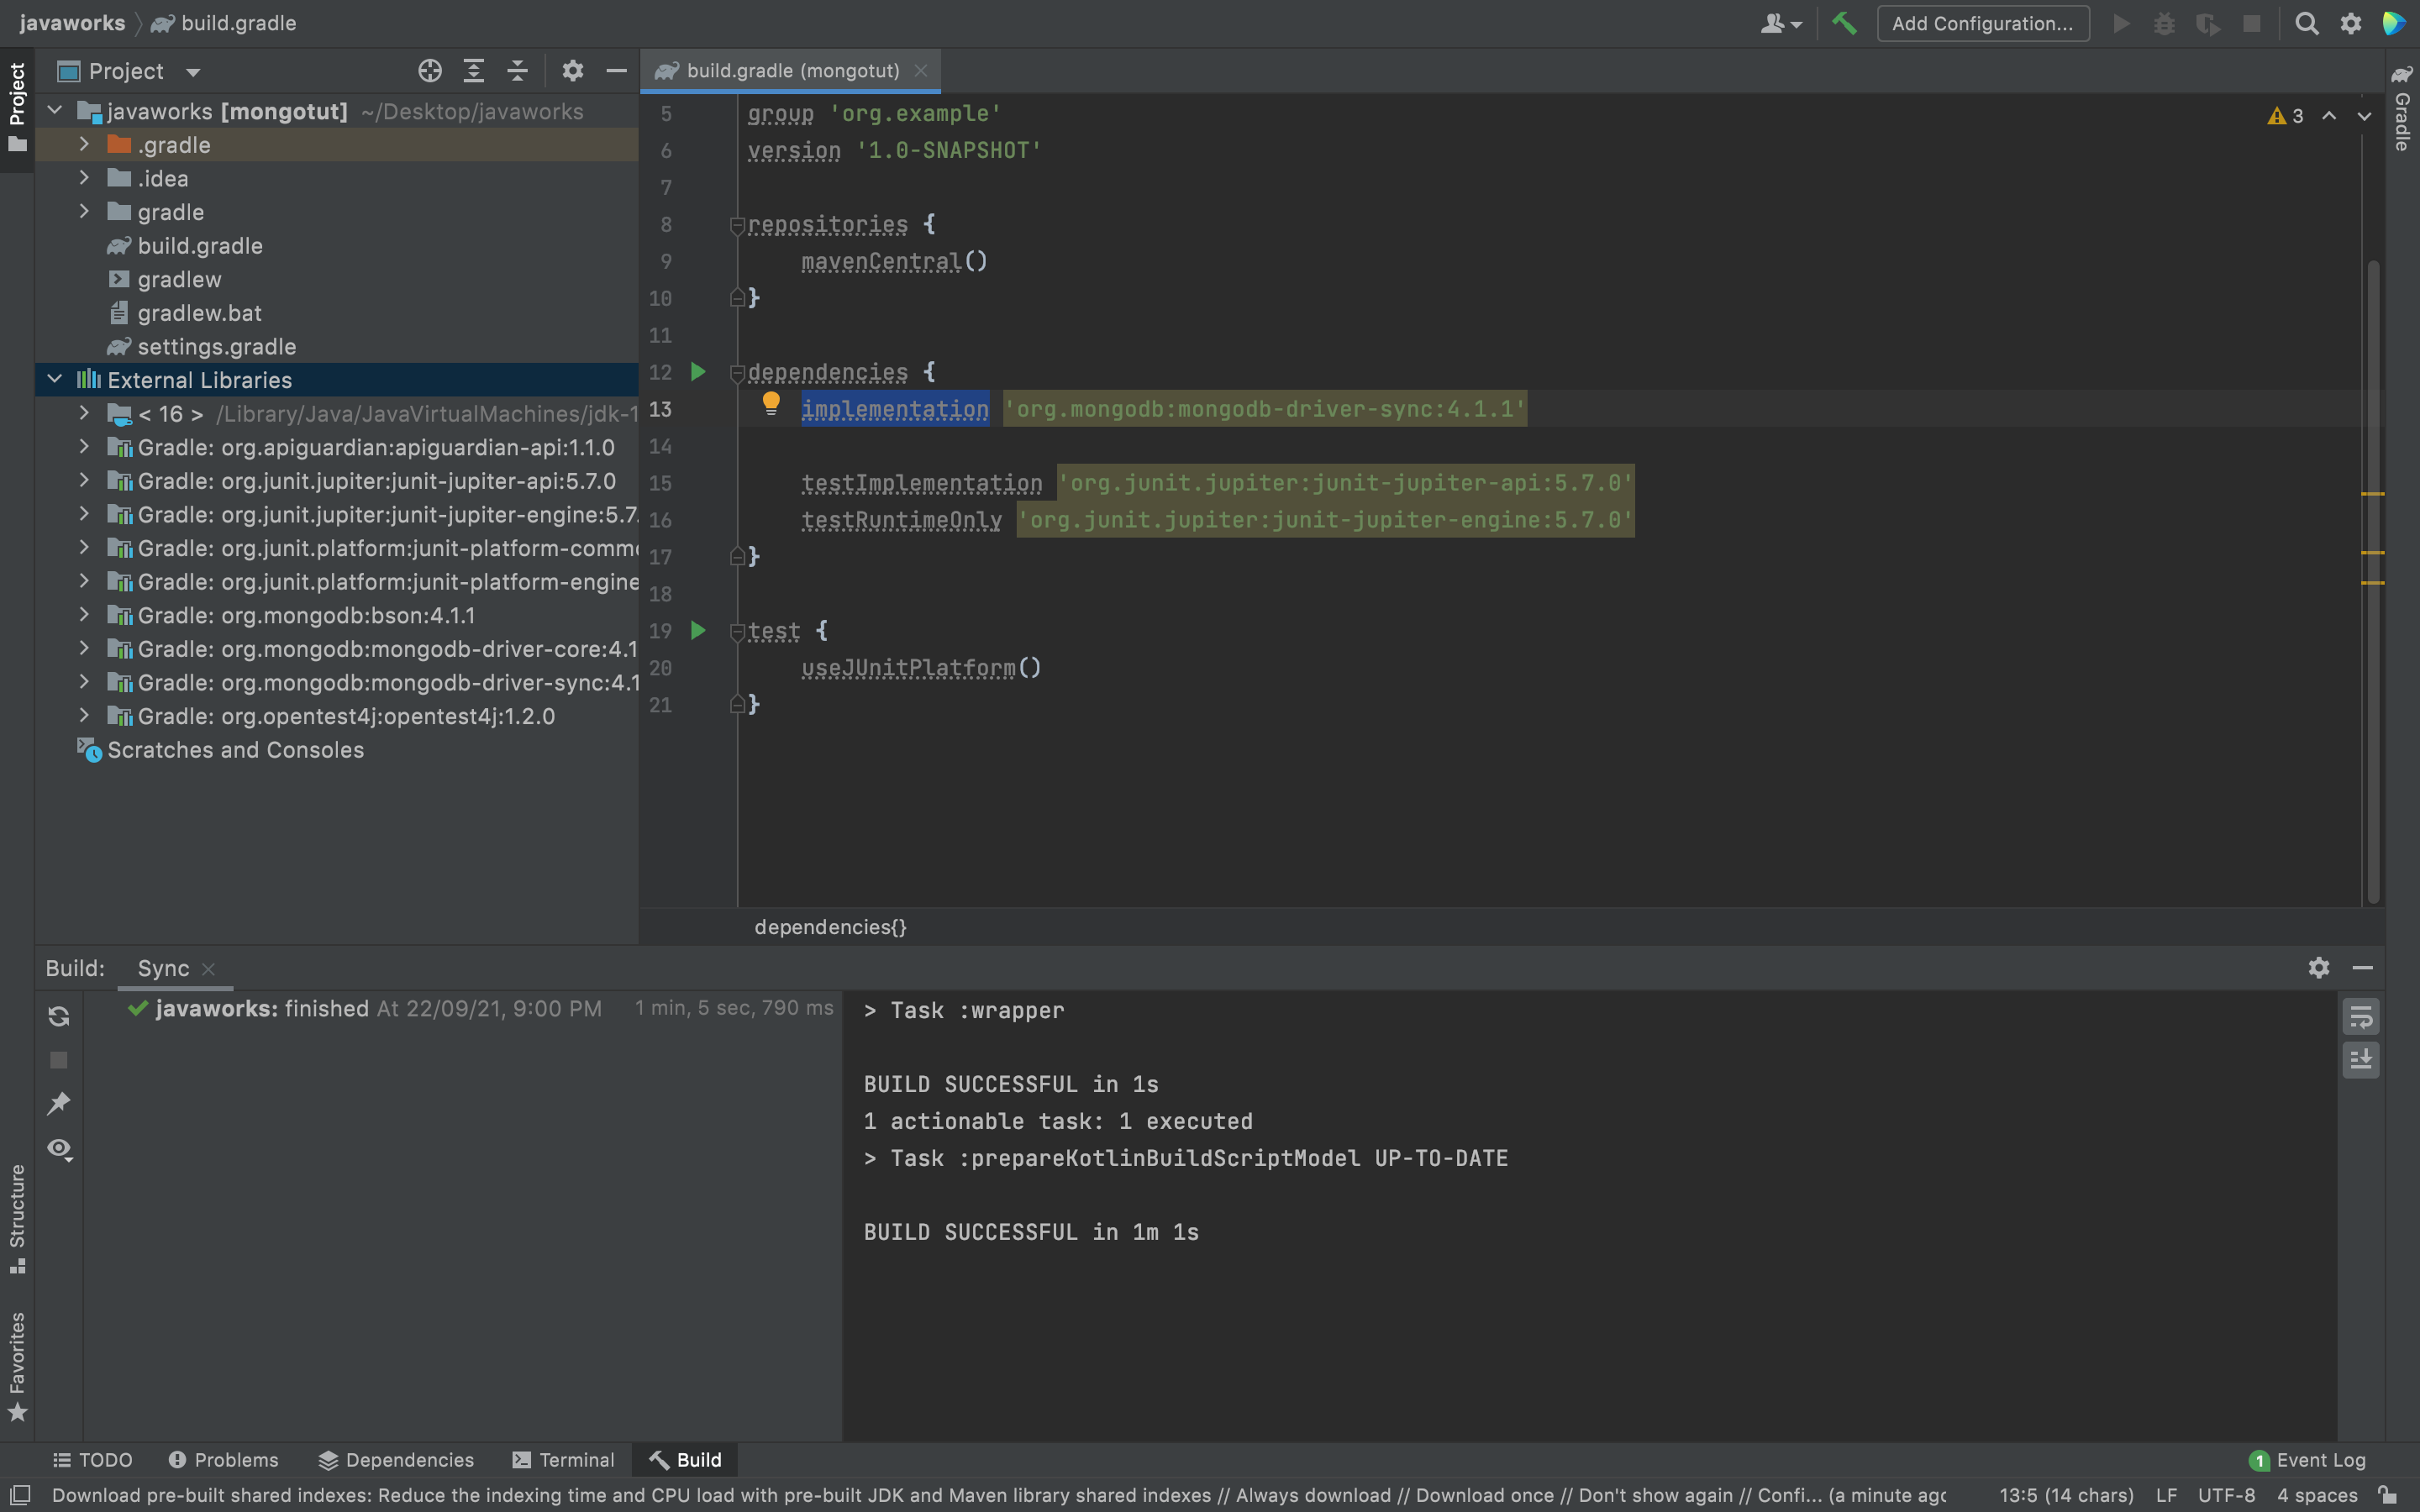 javaworks
build.gradle
Add Configuration...
Project
Project
build.gradle (mongotut)
Gradle
javaworks [mongotut] ~/Desktop/javaworks
.gradle
.idea
gradle
build.gradle
gradlew
gradlew.bat
settings.gradle
External Libraries
< 16 > /Library/Java/JavaVirtualMachines/jdk-1
Gradle: org.apiguardian:apiguardian-api:1.1.0
Gradle: org.junit.jupiter:junit-jupiter-api:5.7.0
Gradle: org.junit.jupiter:junit-jupiter-engine:5.7.
Gradle: org.junit.platform:junit-platform-comm
Gradle: org.junit.platform:junit-platform-engine
Gradle: org.mongodb:bson:4.1.1
Gradle: org.mongodb:mongodb-driver-core:4.1
Gradle: org.mongodb:mongodb-driver-sync:4.1
Gradle: org.opentest4j:opentest4j:1.2.0
Scratches and Consoles
3
5 group 'org.example'
6 version '1.0-SNAPSHOT'
7
8 repositories {
9 mavenCentral()
10 }
11
12 dependencies {
13 implementation 'org.mongodb:mongodb-driver-sync:4.1.1'
14
15 testImplementation 'org.junit.jupiter:junit-jupiter-api:5.7.0'
16 testRuntimeOnly 'org.junit.jupiter:junit-jupiter-engine:5.7.0'
17 }
18
19 test {
20 useJUnitPlatform()
21 }
dependencies{}
Build: Sync
javaworks: finished At 22/09/21, 9:00 PM 1 min, 5 sec, 790 ms
> Task :wrapper
BUILD SUCCESSFUL in 1s
1 actionable task: 1 executed
> Task :prepareKotlinBuildScriptModel UP-TO-DATE
BUILD SUCCESSFUL in 1m 1s
Structure
Favorites
TODO Problems Dependencies Terminal Build
1 Event Log
Download pre-built shared indexes: Reduce the indexing time and CPU load with pre-built JDK and Maven library shared indexes // Always download // Download once // Don't show again // Confi... (a minute agc
13:5 (14 chars) LF UTF-8 4 spaces